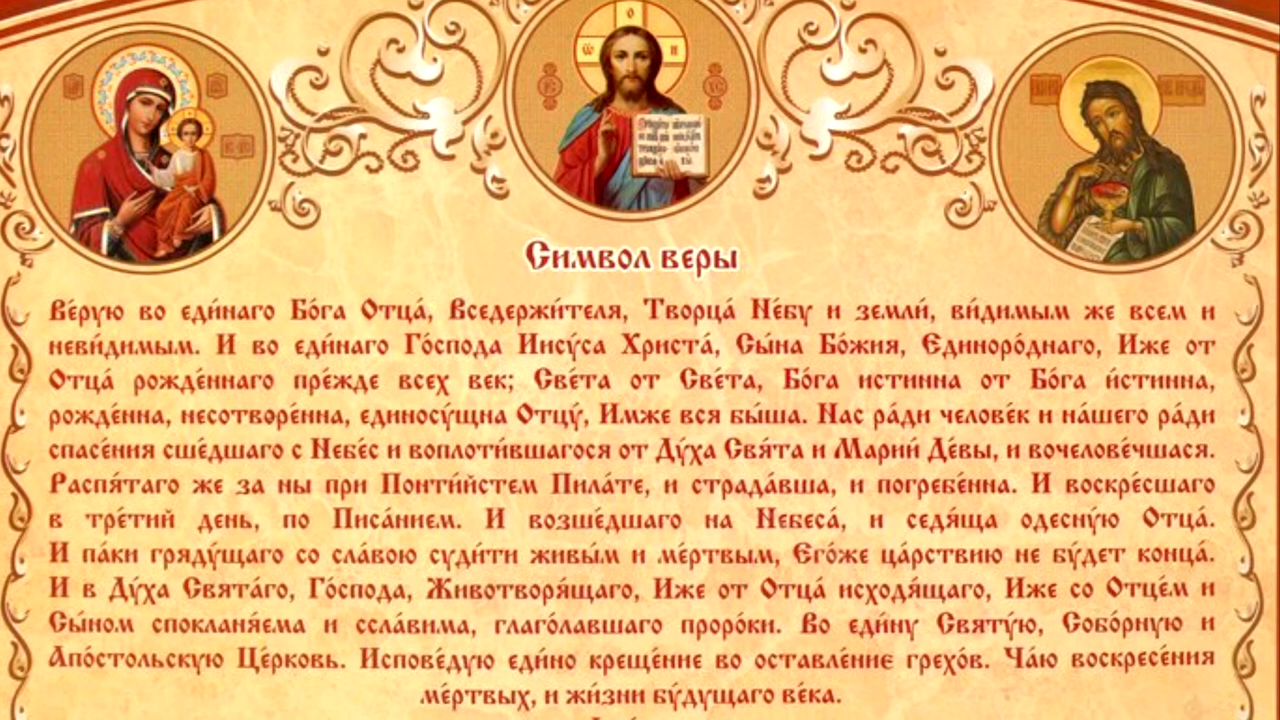 Символ веры
Ве́рую во еди́наго Бо́га Отца́, Вседержи́теля, Творца́ Не́бу и земли́, ви́димым же всем и
неви́димым. И во еди́наго Го́спода Иису́са Христа́, Сы́на Бо́жия, Единоро́днаго, Иже от
Отца́ рожде́ннаго пре́жде всех век; Све́та от Све́та, Бо́га истинна от Бо́га и́стинна,
рожде́нна, несотворе́нна, единосу́щна Отцу́, Имже вся бы́ша. Нас ра́ди челове́к и на́шего ра́ди
спасе́ния сше́дшаго с Небе́с и воплоти́вшагося от Ду́ха Свя́та и Марии́ Де́вы, и вочелове́чшася.
Распя́таго же за ны при Понти́йстем Пила́те, и страда́вша, и погребе́нна. И воскре́сшаго
в тре́тий день, по Писа́нием. И возше́дшаго на Небеса́, и седя́ща одесну́ю Отца́.
И па́ки гряду́щаго со сла́вою суди́ти живы́м и ме́ртвым, Его́же ца́рствию не бу́дет конца́.
И в Ду́ха Свята́го, Го́спода, Животворя́щаго, Иже от Отца́ исходя́щаго, Иже со Отце́м и
Сы́ном спокланя́ема и ссла́вима, глаго́лавшаго проро́ки. Во еди́ну Святу́ю, Собо́рную и
Апо́стольскую Це́рковь. Испове́дую еди́но креще́ние во оставле́ние грехо́в. Ча́ю воскресе́ния
ме́ртвых, и жи́зни бу́дущаго ве́ка.